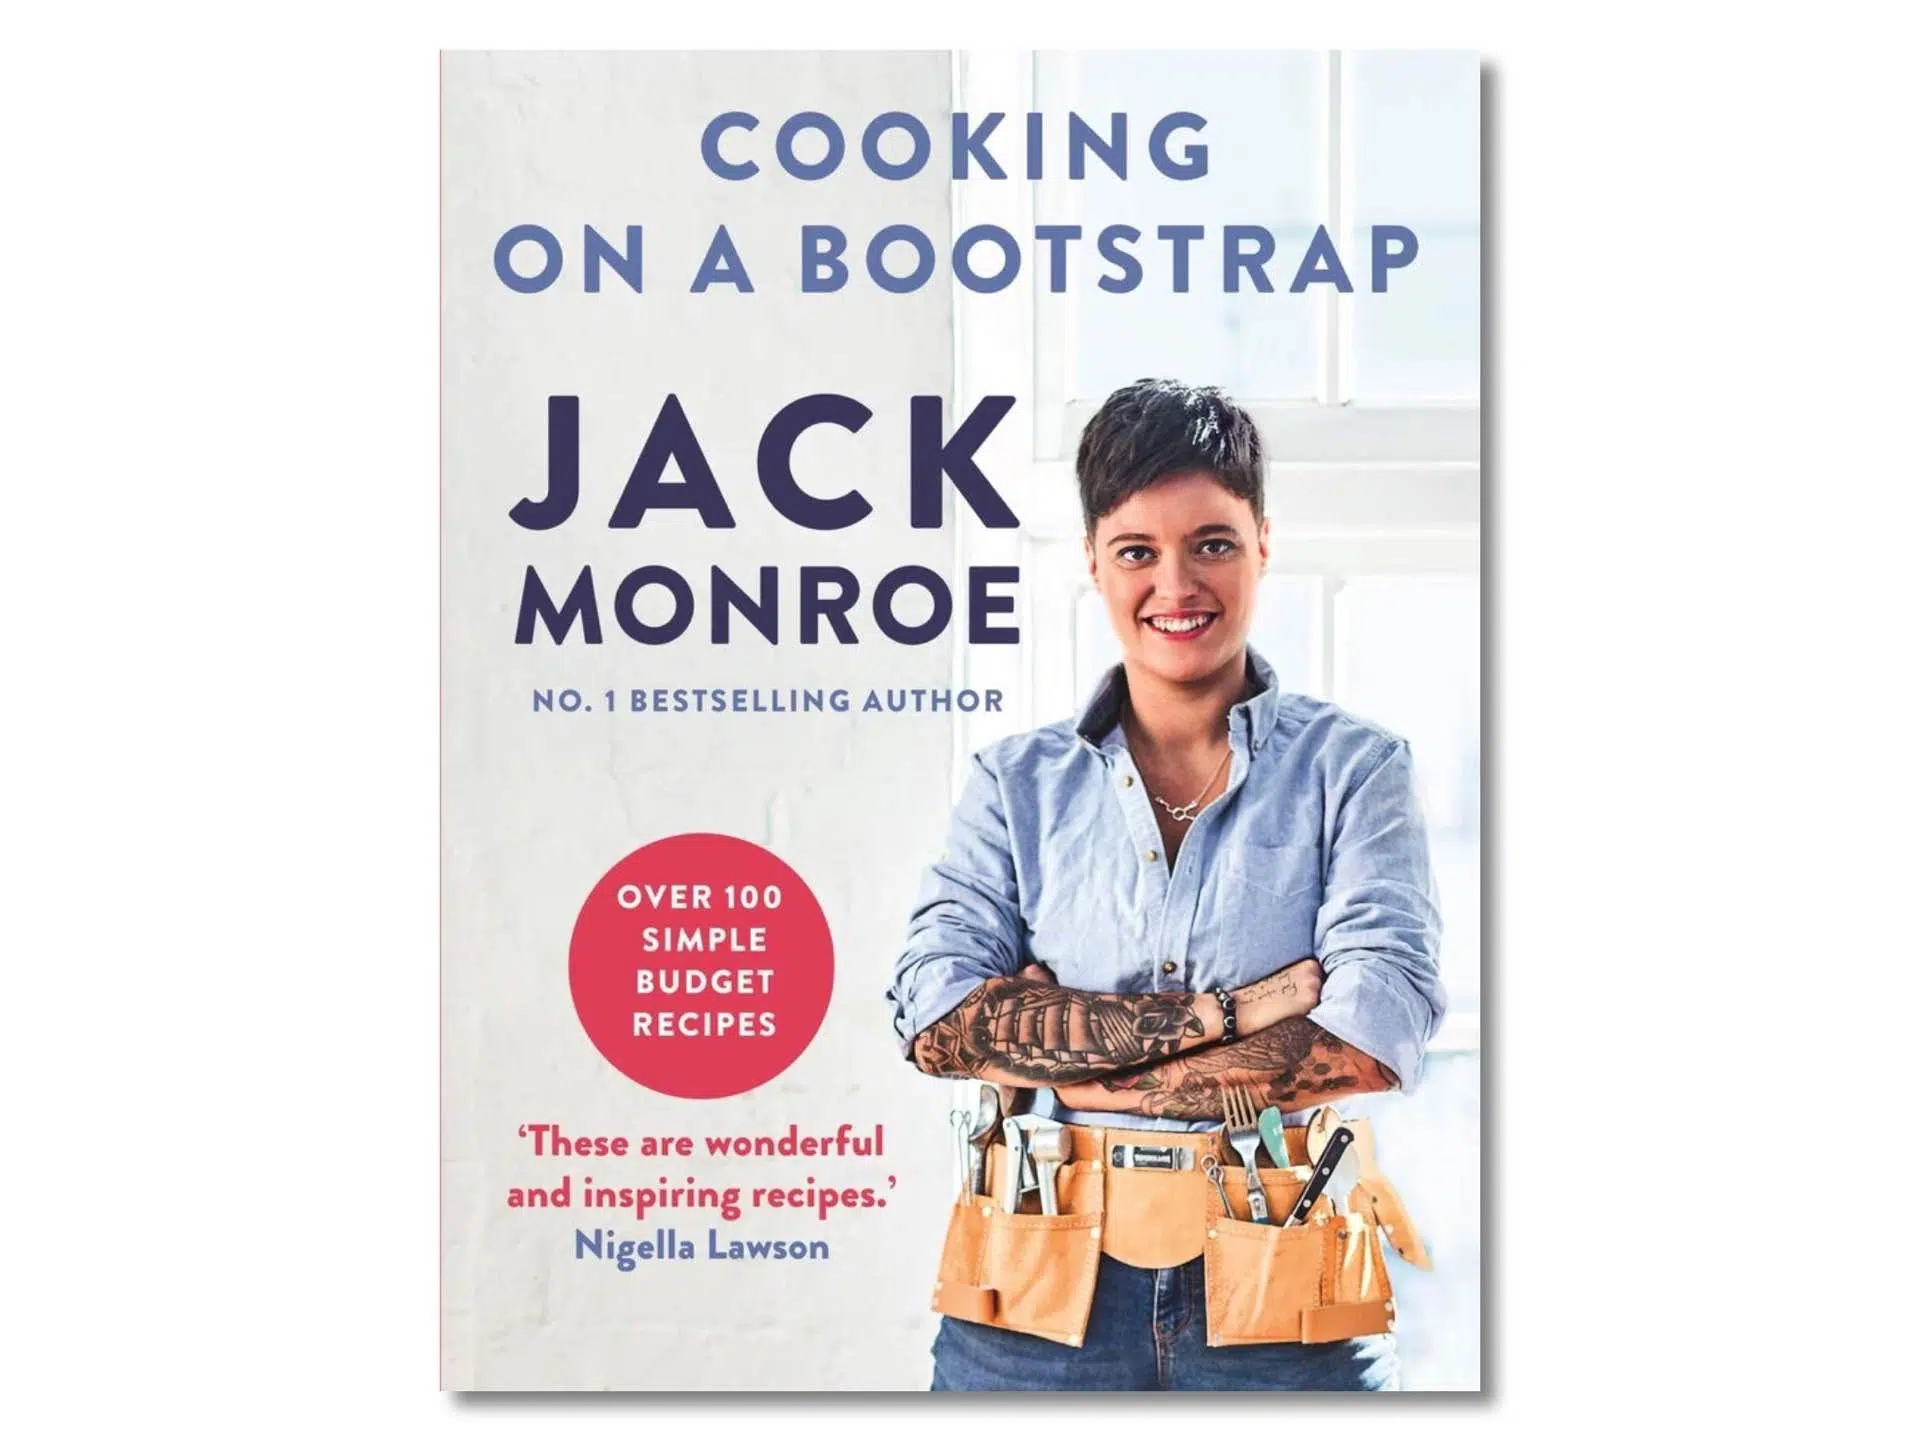 COOKING
ON A BOOTSTRAP
JACK
MONROE
NO. 1 BESTSELLING AUTHOR
OVER 100
SIMPLE
BUDGET
RECIPES
‘These are wonderful
and inspiring recipes.’
Nigella Lawson